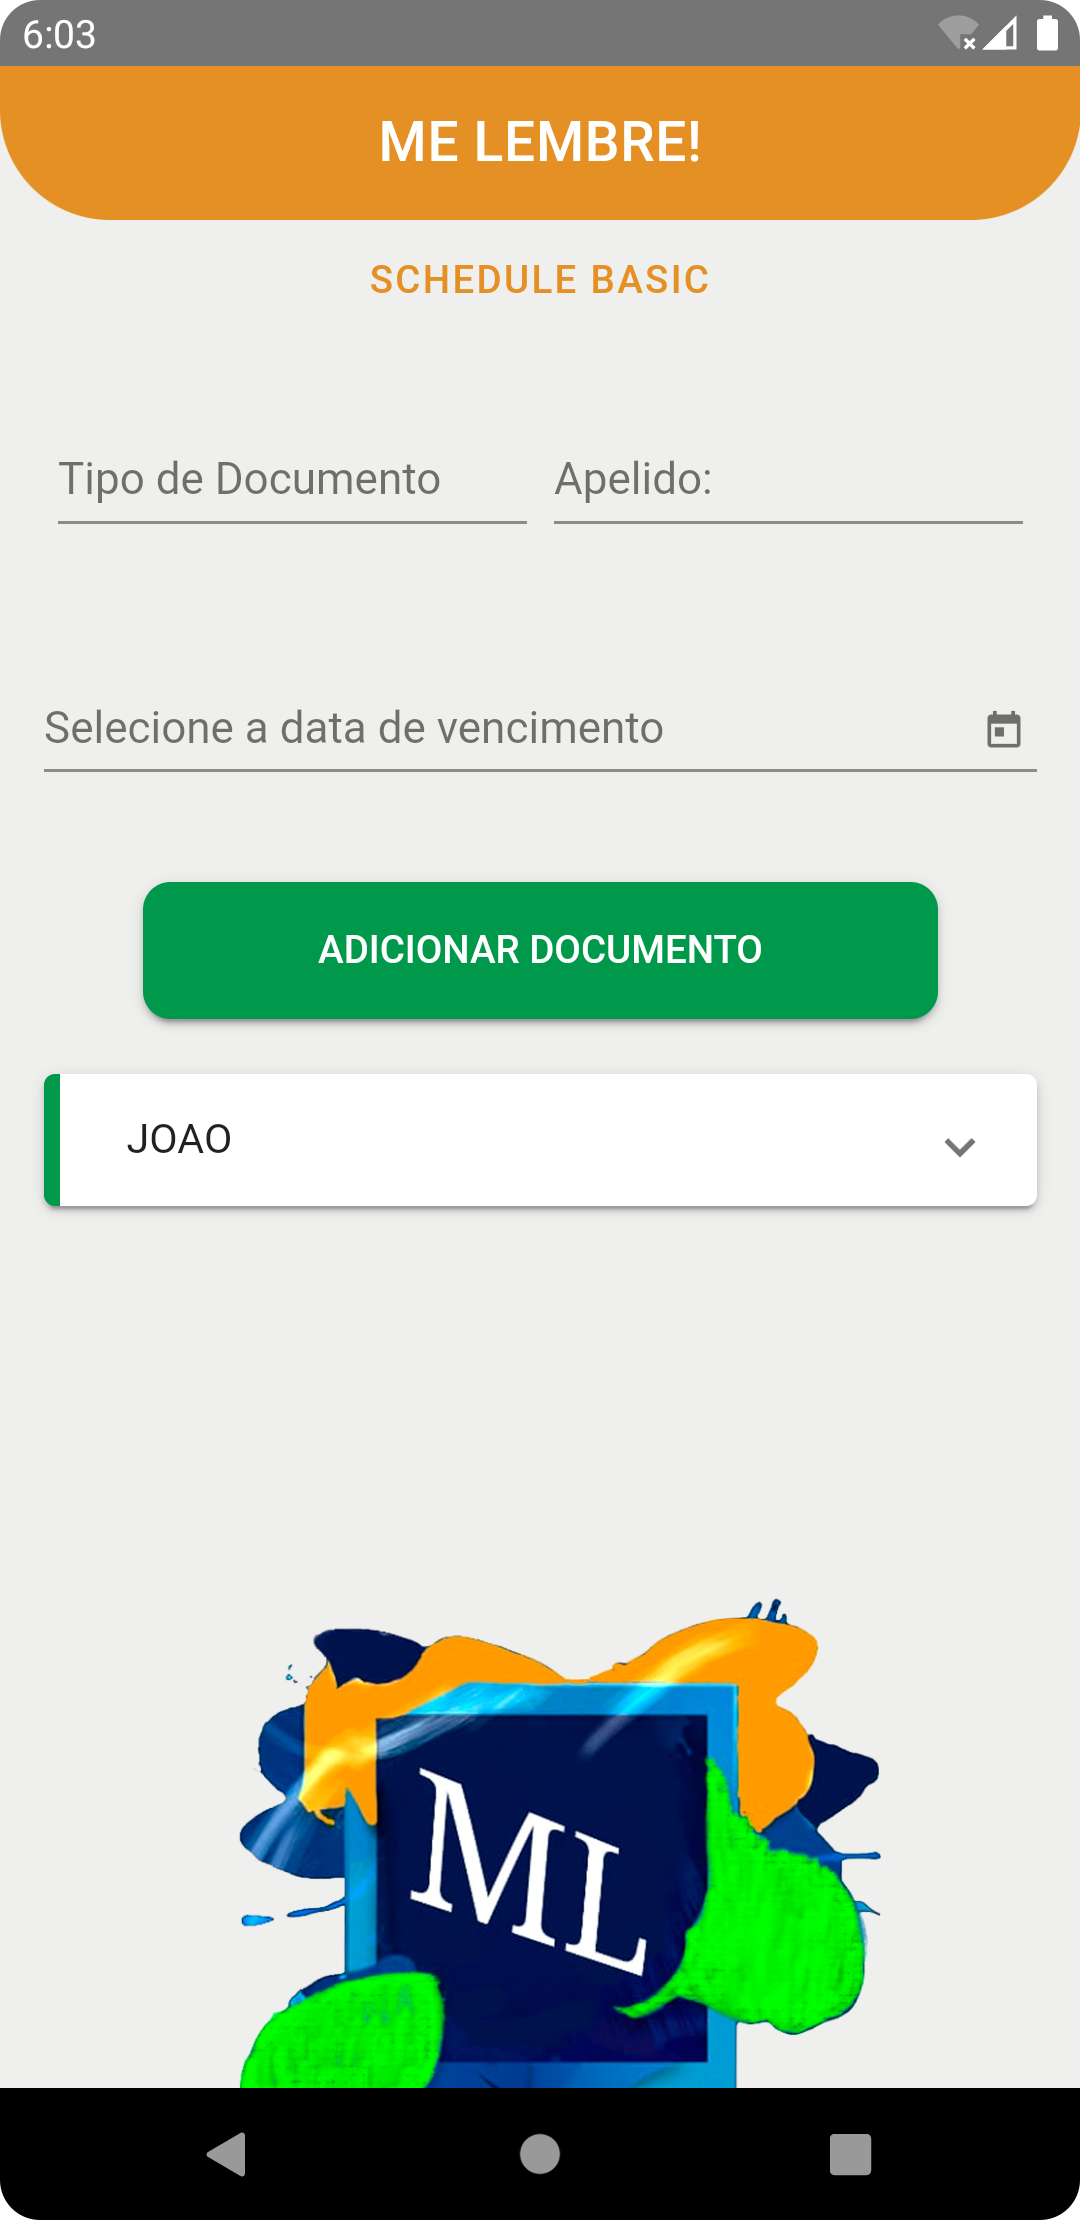 6:03
ME LEMBRE!
SCHEDULE BASIC
Tipo de Documento Apelido:
Selecione a data de vencimento
ADICIONAR DOCUMENTO
JOAO
ML